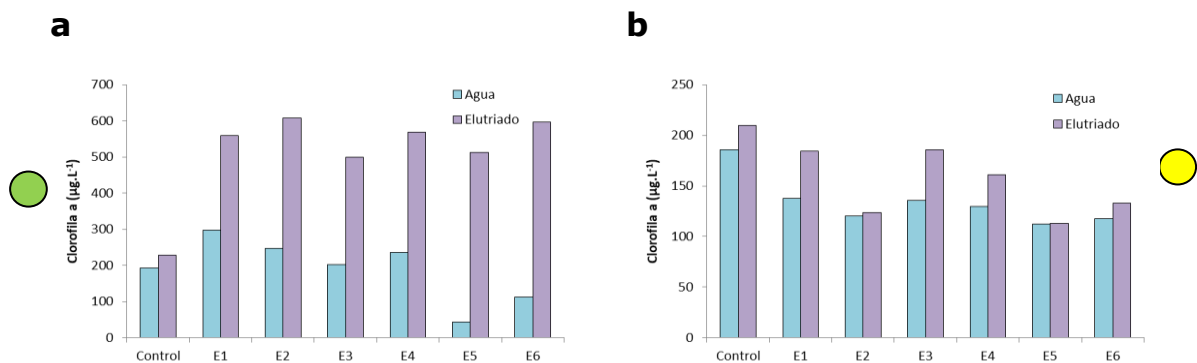 a
700
600
500
400
300
200
100
0
Clorofila a (µg.L⁻¹)
Agua
Elutriado
Control E1 E2 E3 E4 E5 E6
b
250
200
150
100
50
0
Clorofila a (µg.L⁻¹)
Agua
Elutriado
Control E1 E2 E3 E4 E5 E6